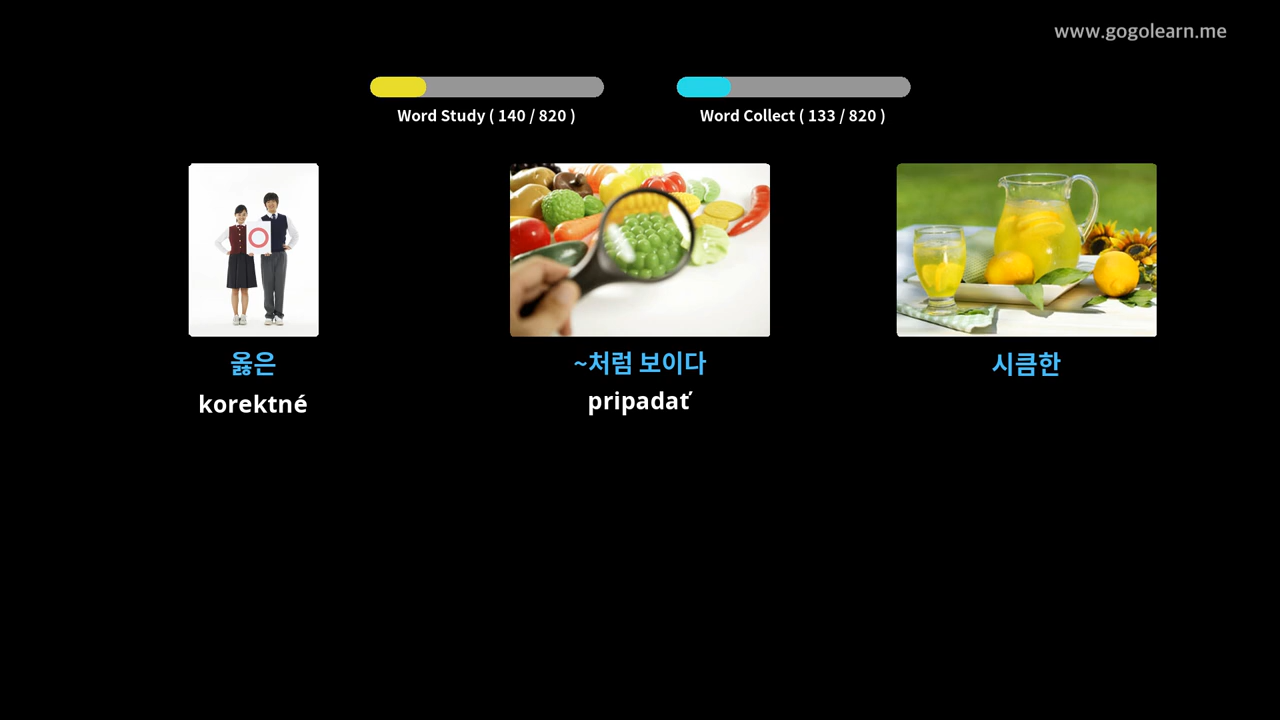 www.gogolearn.me
Word Study ( 140 / 820 )
Word Collect ( 133 / 820 )
옳은
~처럼 보이다
시큼한
korektné
pripadať